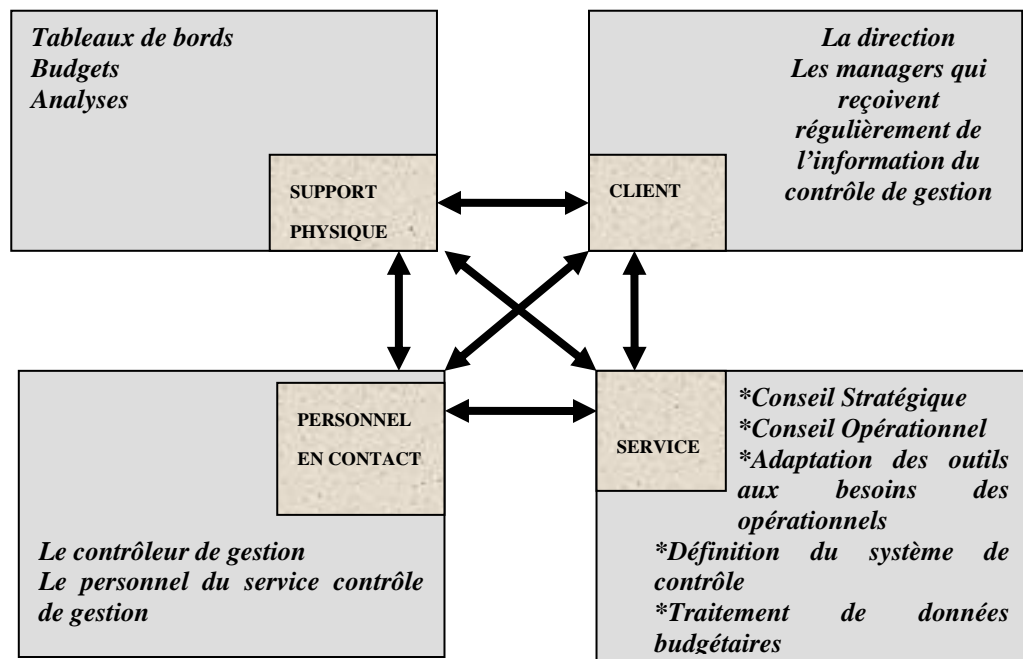 Tableaux de bords
Budgets
Analyses
SUPPORT
PHYSIQUE
La direction
Les managers qui
reçoivent
régulièrement de
l’information du
contrôle de gestion
CLIENT
PERSONNEL
EN CONTACT
Le contrôleur de gestion
Le personnel du service contrôle
de gestion
SERVICE
*Conseil Stratégique
*Conseil Opérationnel
*Adaptation des outils
aux besoins des
opérationnels
*Définition du système de
contrôle
*Traitement de données
budgétaires